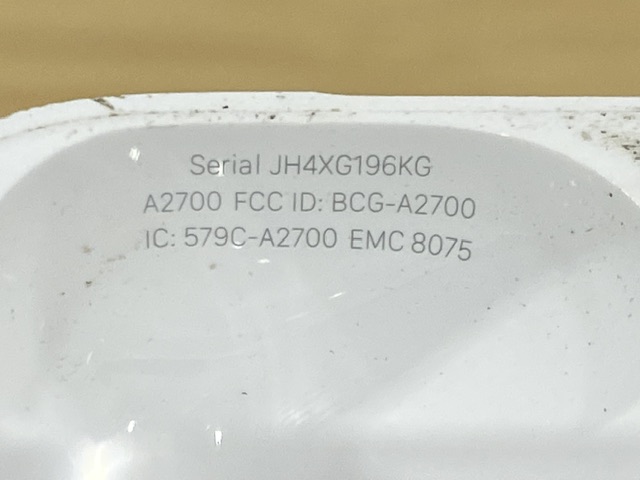 Serial JH4XG196KG
A2700 FCC ID: BCG-A2700
IC: 579C-A2700 EMC 8075